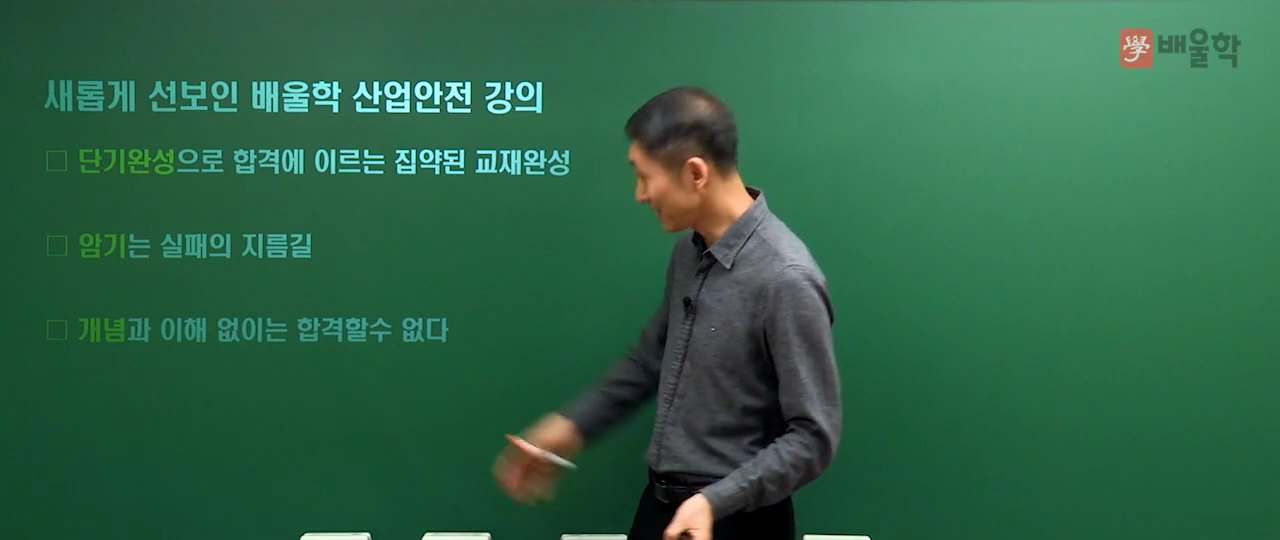 學 배울학
새롭게 선보인 배울학 산업안전 강의
□ 단기완성으로 합격에 이르는 집약된 교재완성
□ 암기는 실패의 지름길
□ 개념과 이해 없이는 합격할수 없다